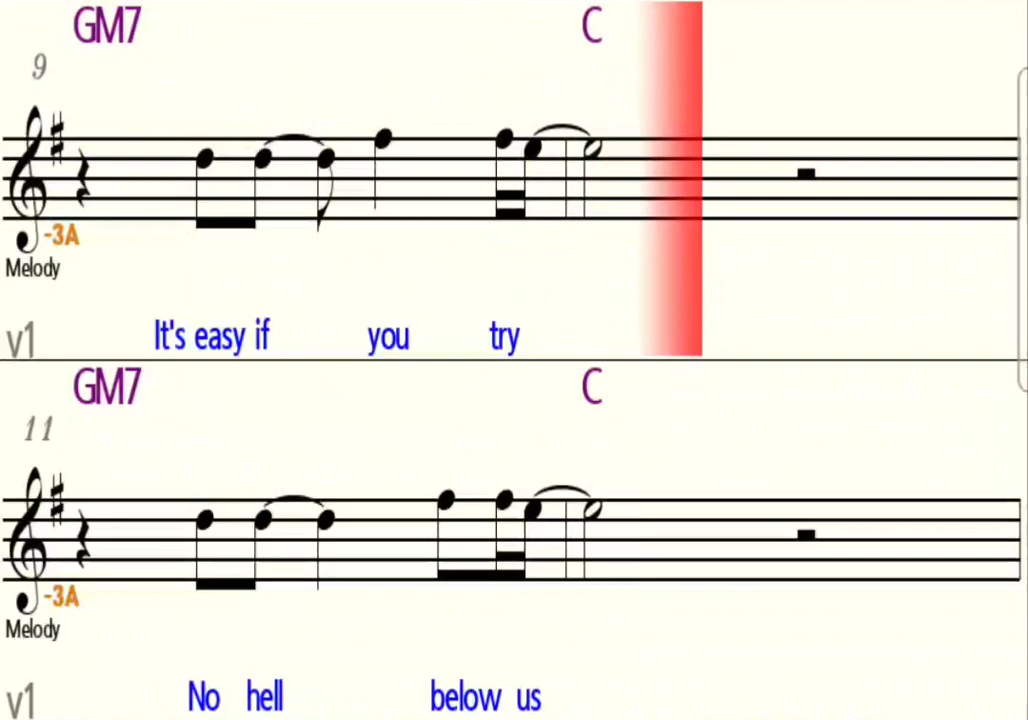 GM7 C
9
-3A
Melody
v1 It's easy if you try
GM7 C
11
-3A
Melody
v1 No hell below us